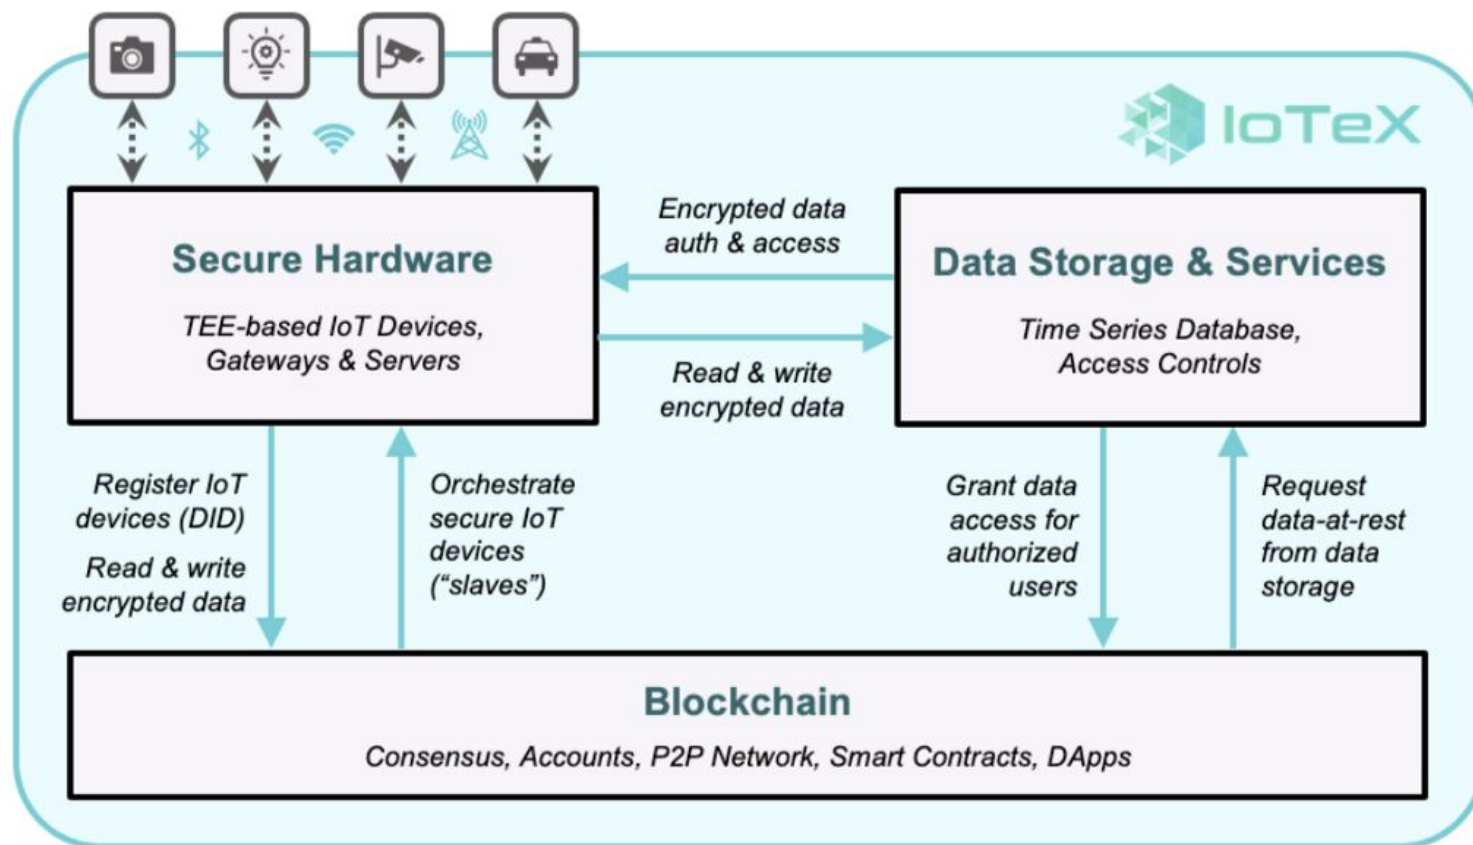 IoTeX
Secure Hardware
TEE-based IoT Devices,
Gateways & Servers
Encrypted data
auth & access
Read & write
encrypted data
Data Storage & Services
Time Series Database,
Access Controls
Register IoT
devices (DID)
Read & write
encrypted data
Orchestrate
secure IoT
devices
(“slaves”)
Grant data
access for
authorized
users
Request
data-at-rest
from data
storage
Blockchain
Consensus, Accounts, P2P Network, Smart Contracts, DApps